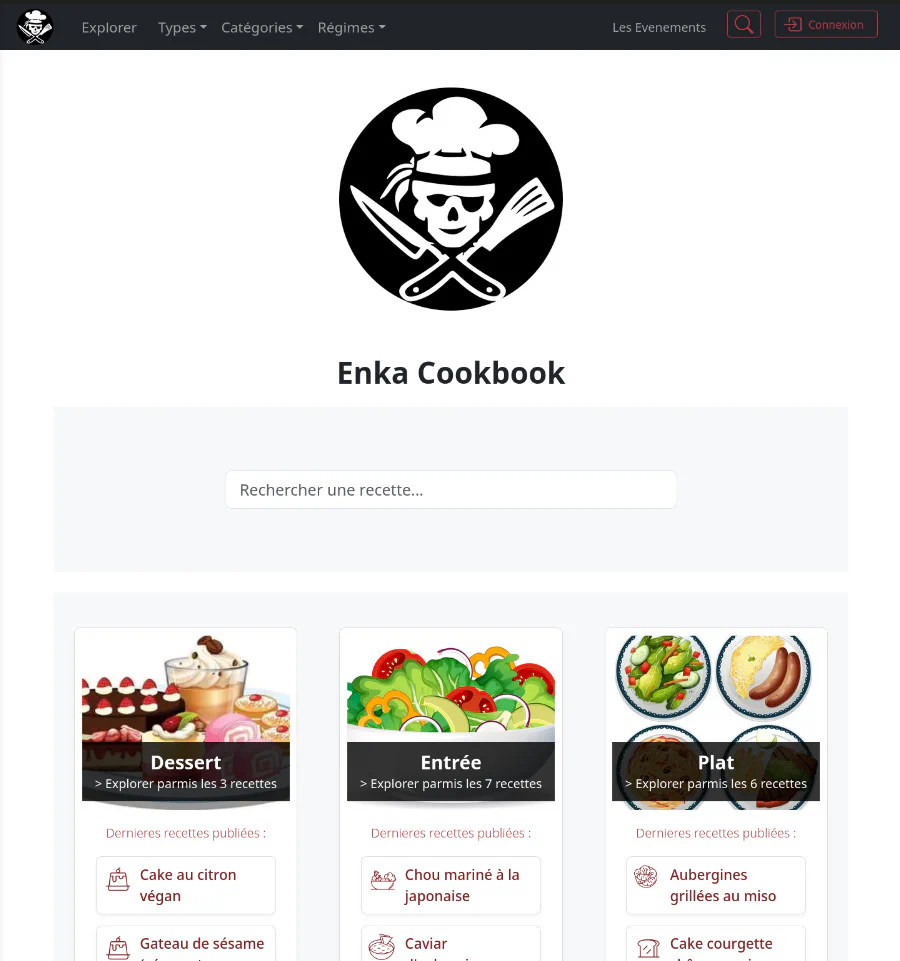 Explorer Types Catégories Régimes Les Evenements Connexion
Enka Cookbook
Rechercher une recette...
Dessert
> Explorer parmis les 3 recettes
Dernieres recettes publiées :
Cake au citron
végan
Gateau de sésame
Entrée
> Explorer parmis les 7 recettes
Dernieres recettes publiées :
Chou mariné à la
japonaise
Caviar
Plat
> Explorer parmis les 6 recettes
Dernieres recettes publiées :
Aubergines
grillées au miso
Cake courgette